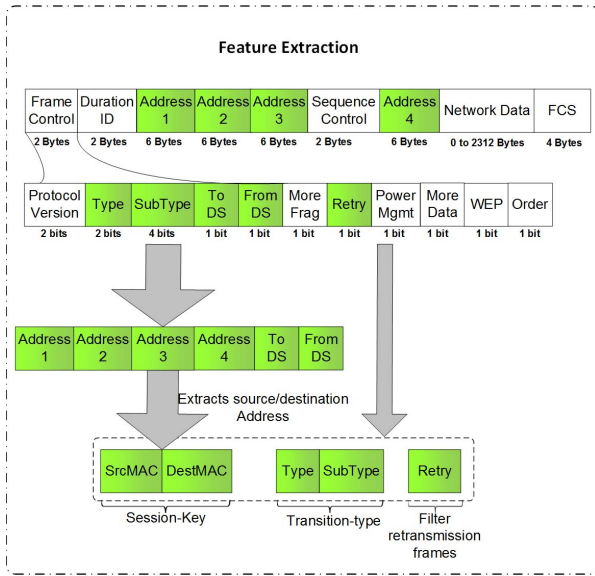 Feature Extraction
Frame Control Duration ID Address 1 Address 2 Address 3 Sequence Control Address 4 Network Data FCS
2 Bytes 2 Bytes 6 Bytes 6 Bytes 6 Bytes 2 Bytes 6 Bytes 0 to 2312 Bytes 4 Bytes
Protocol Version Type SubType To DS From DS More Frag Retry Power Mgmt More Data WEP Order
2 bits 2 bits 4 bits 1 bit 1 bit 1 bit 1 bit 1 bit 1 bit 1 bit 1 bit
Address 1 Address 2 Address 3 Address 4 To DS From DS
Extracts source/destination
Address
SrcMAC DestMAC Type SubType Retry
Session-Key Transition-type Filter
retransmission
frames